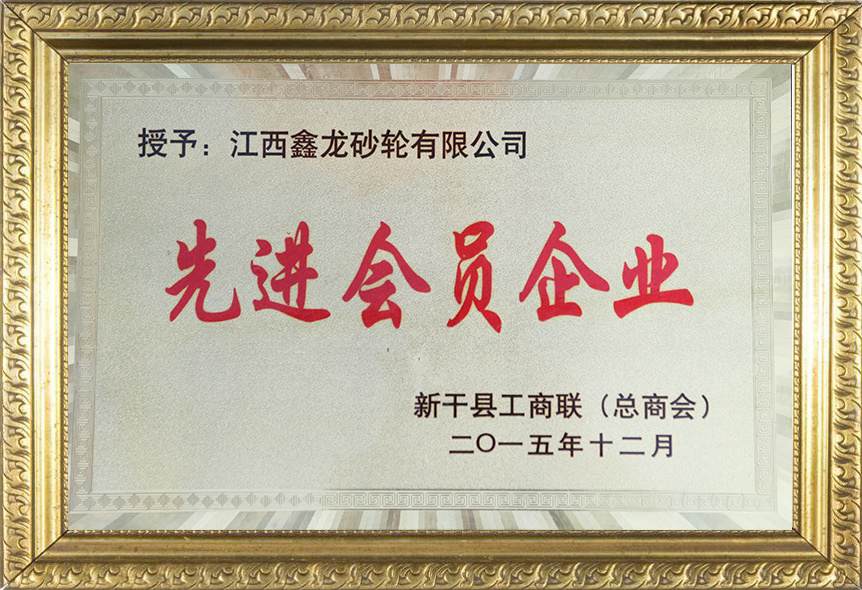 授予：江西鑫龙砂轮有限公司
先进会员企业
新干县工商联（总商会）
二〇一五年十二月